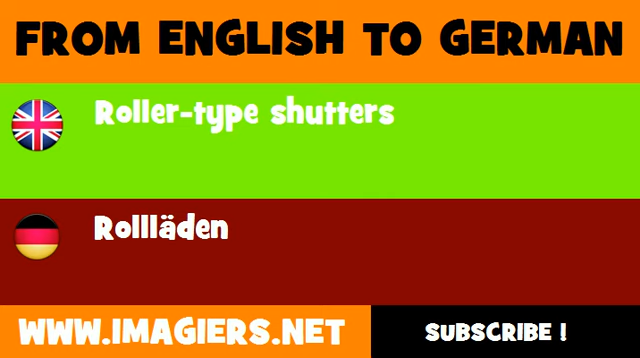 FROM ENGLISH TO GERMAN
Roller-type shutters
Rollläden
WWW.IMAGIERS.NET
SUBSCRIBE !